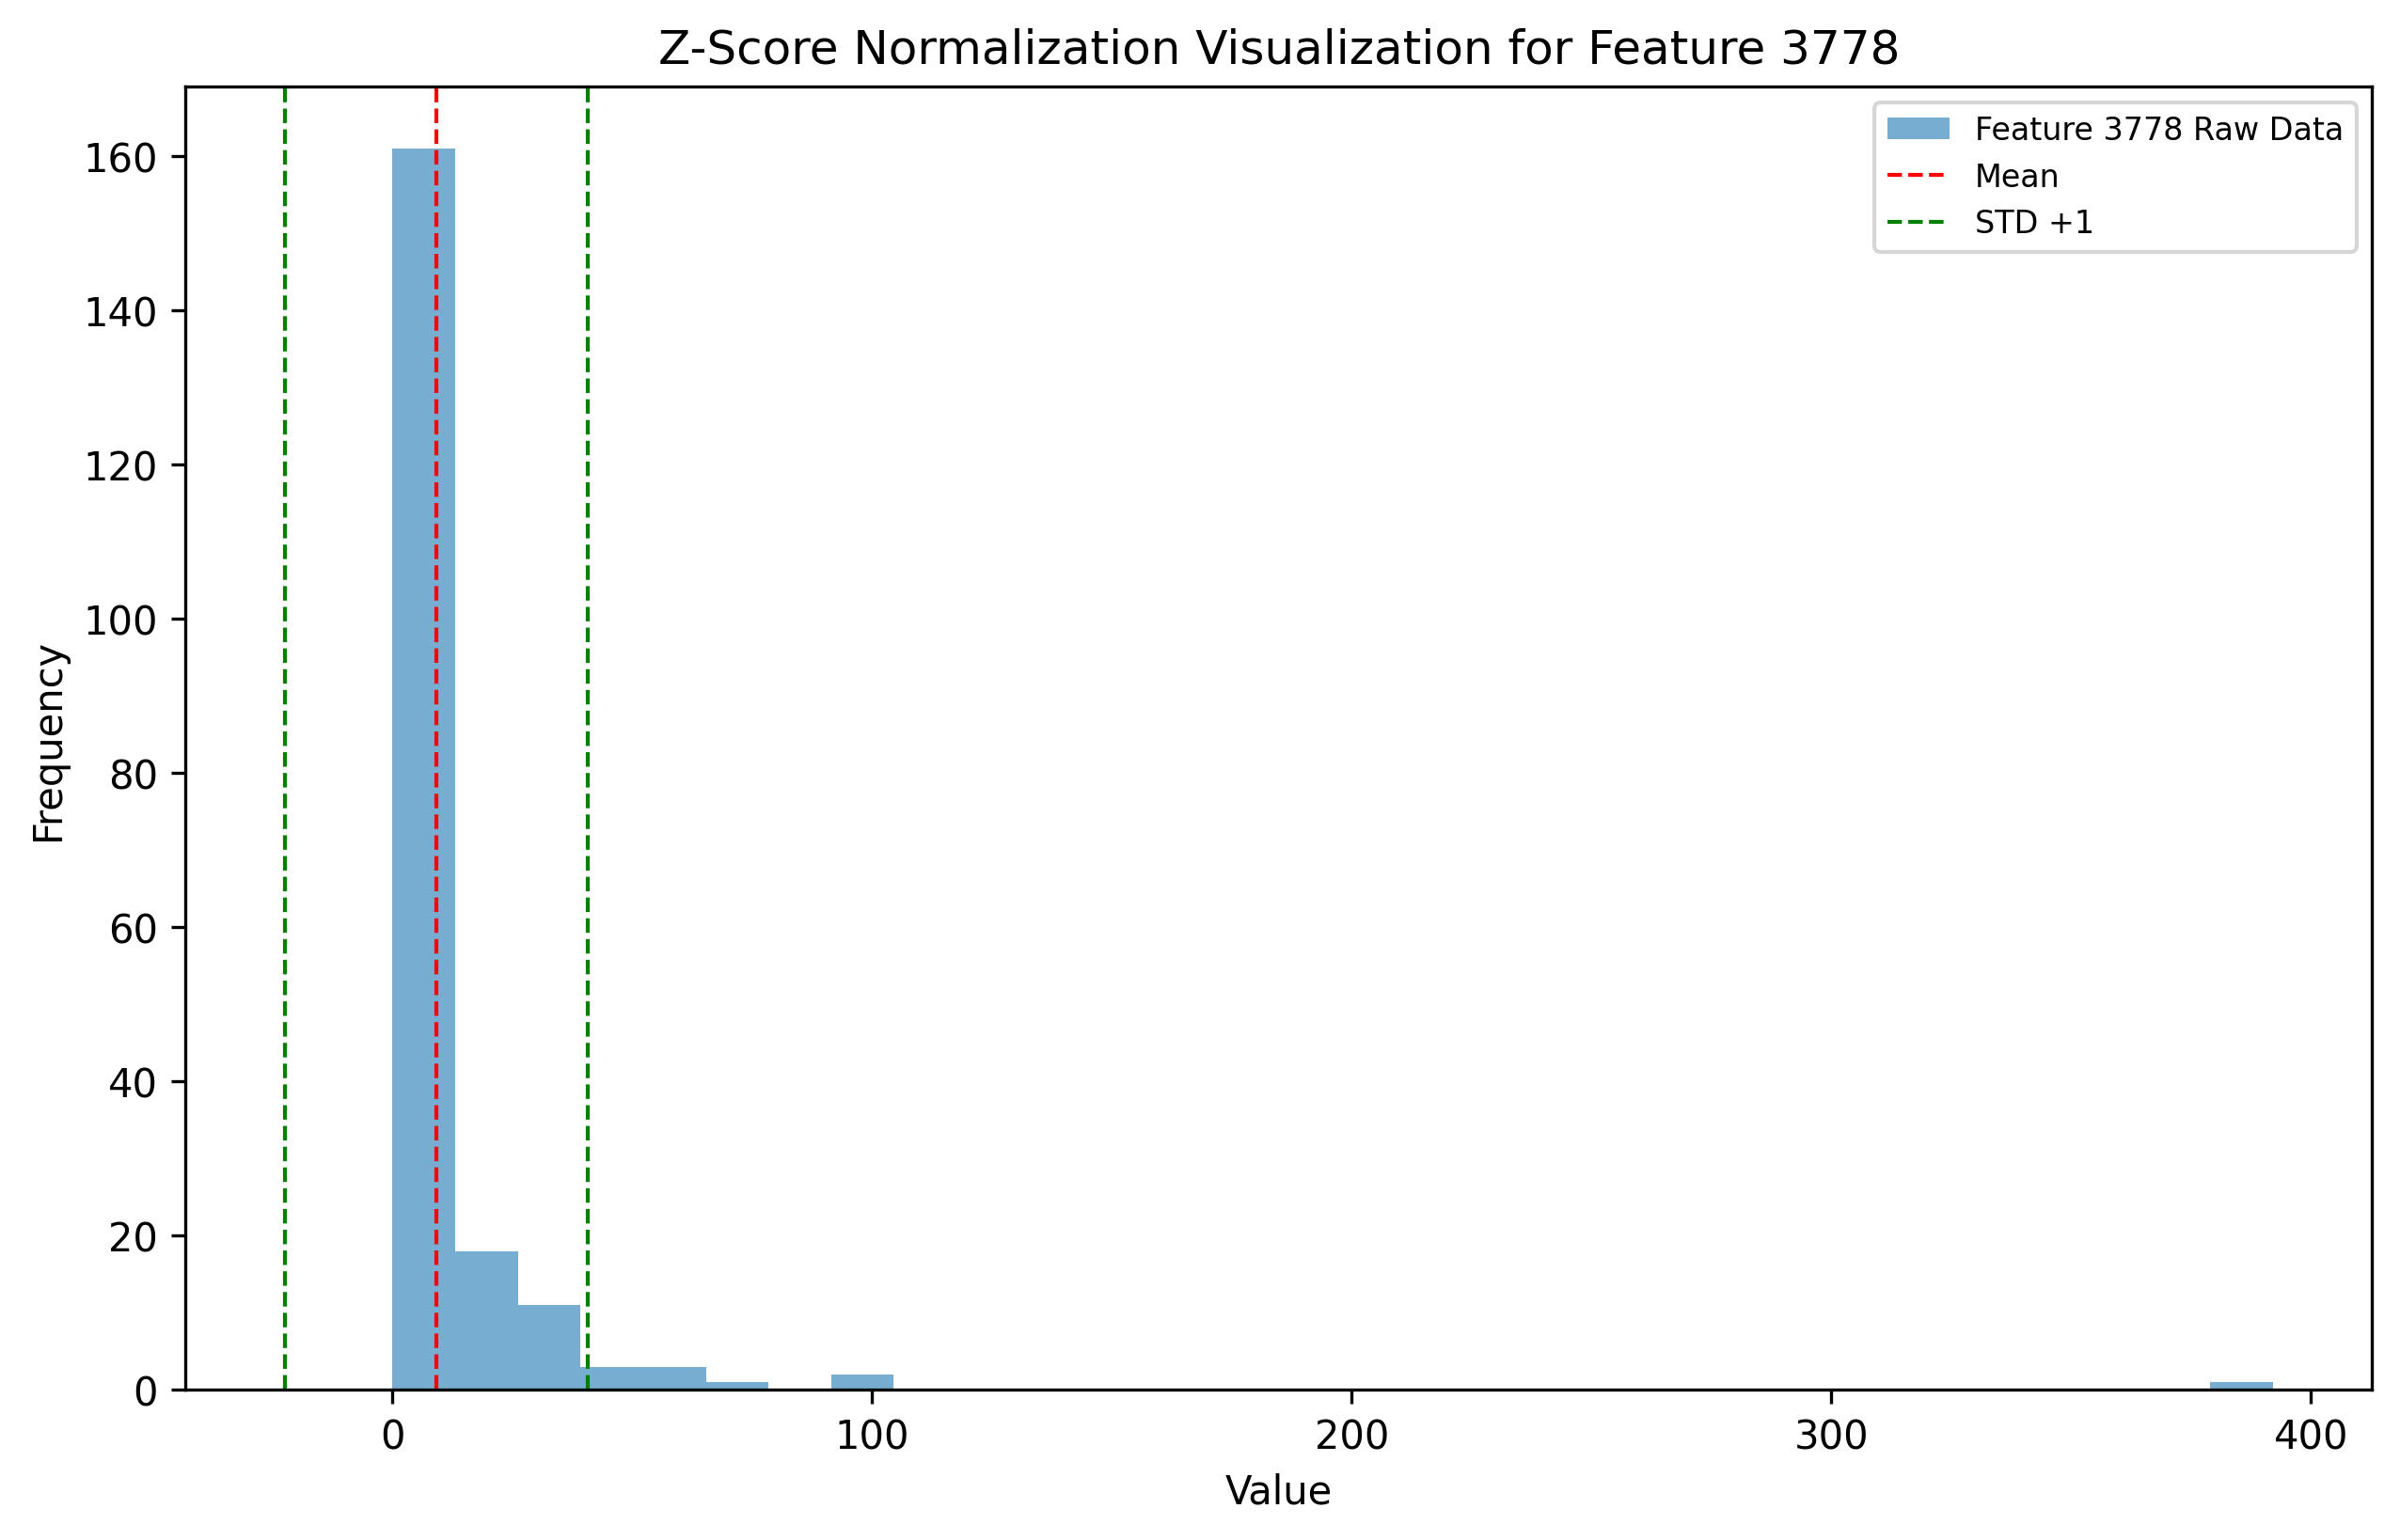 Z-Score Normalization Visualization for Feature 3778
Feature 3778 Raw Data
Mean
STD +1
160
140
120
100
80
60
40
20
0
Frequency
0 100 200 300 400
Value